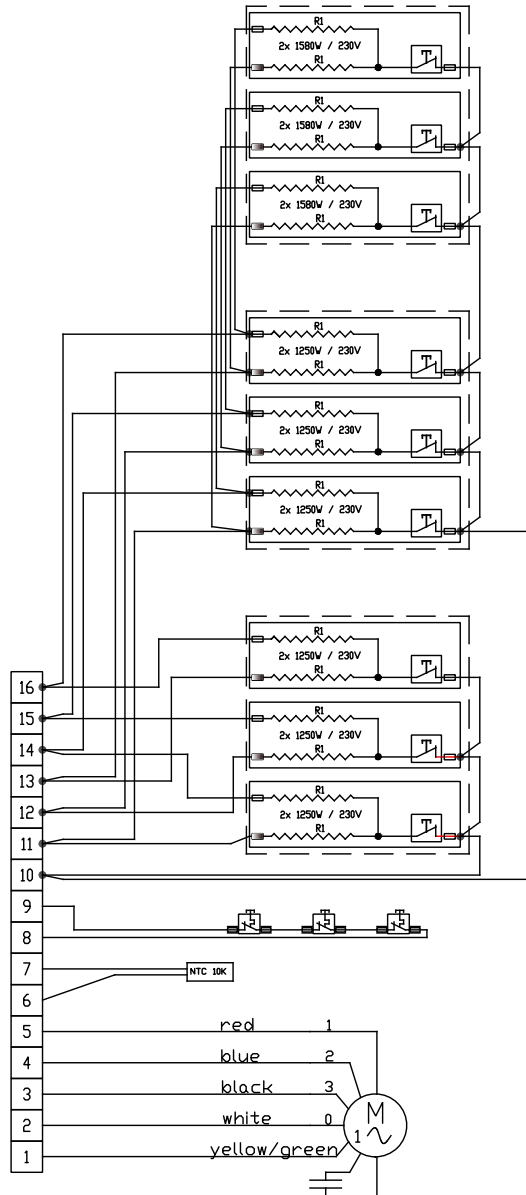 R1
2x 1580W / 230V
R1
R1
2x 1580W / 230V
R1
R1
2x 1580W / 230V
R1
R1
2x 1250W / 230V
R1
R1
2x 1250W / 230V
R1
R1
2x 1250W / 230V
R1
R1
2x 1250W / 230V
R1
R1
2x 1250W / 230V
R1
R1
2x 1250W / 230V
R1
16
15
14
13
12
11
10
9
8
7
NTC 10K
6
5 red 1
4 blue 2
3 black 3
2 white 0
1 yellow/green
M
1